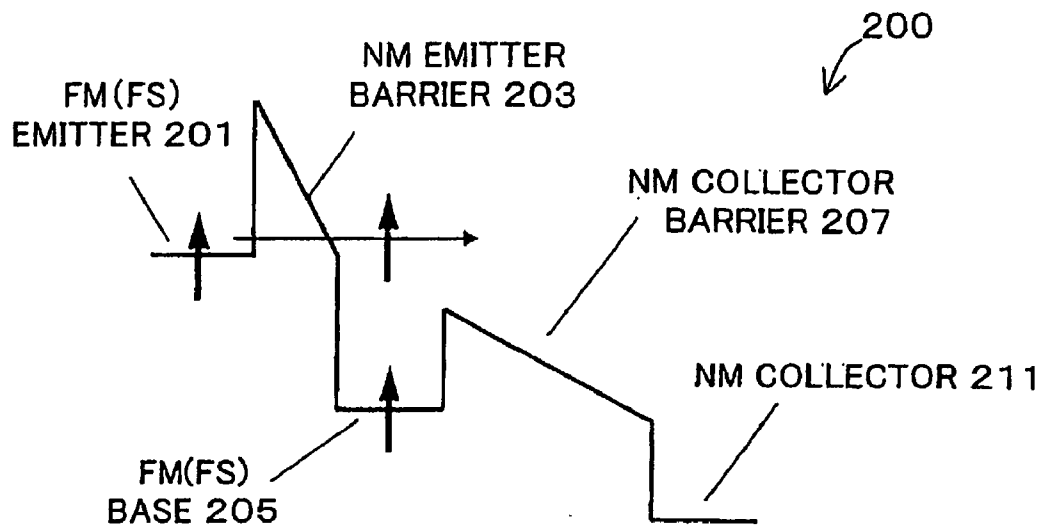 200
NM EMITTER
BARRIER 203
FM(FS)
EMITTER 201
NM COLLECTOR
BARRIER 207
NM COLLECTOR 211
FM(FS)
BASE 205